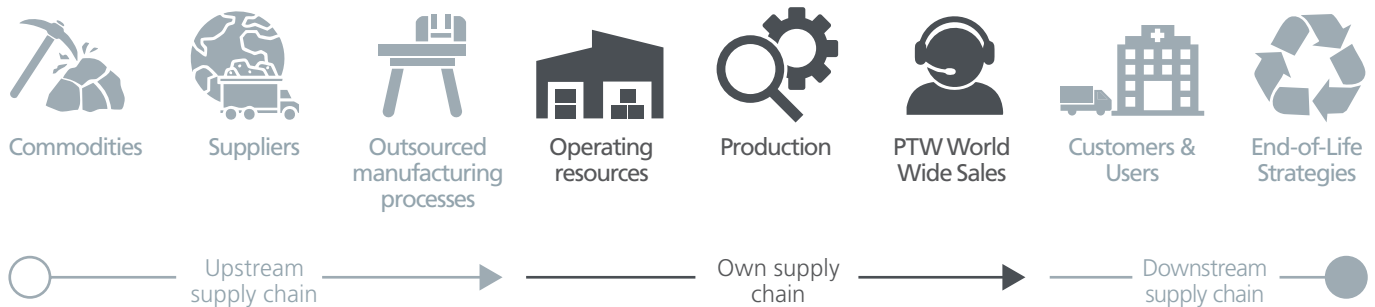 Commodities
Suppliers
Outsourced
manufacturing
processes
Operating
resources
Production
PTW World
Wide Sales
Customers &
Users
End-of-Life
Strategies
Upstream
supply chain
Own supply
chain
Downstream
supply chain